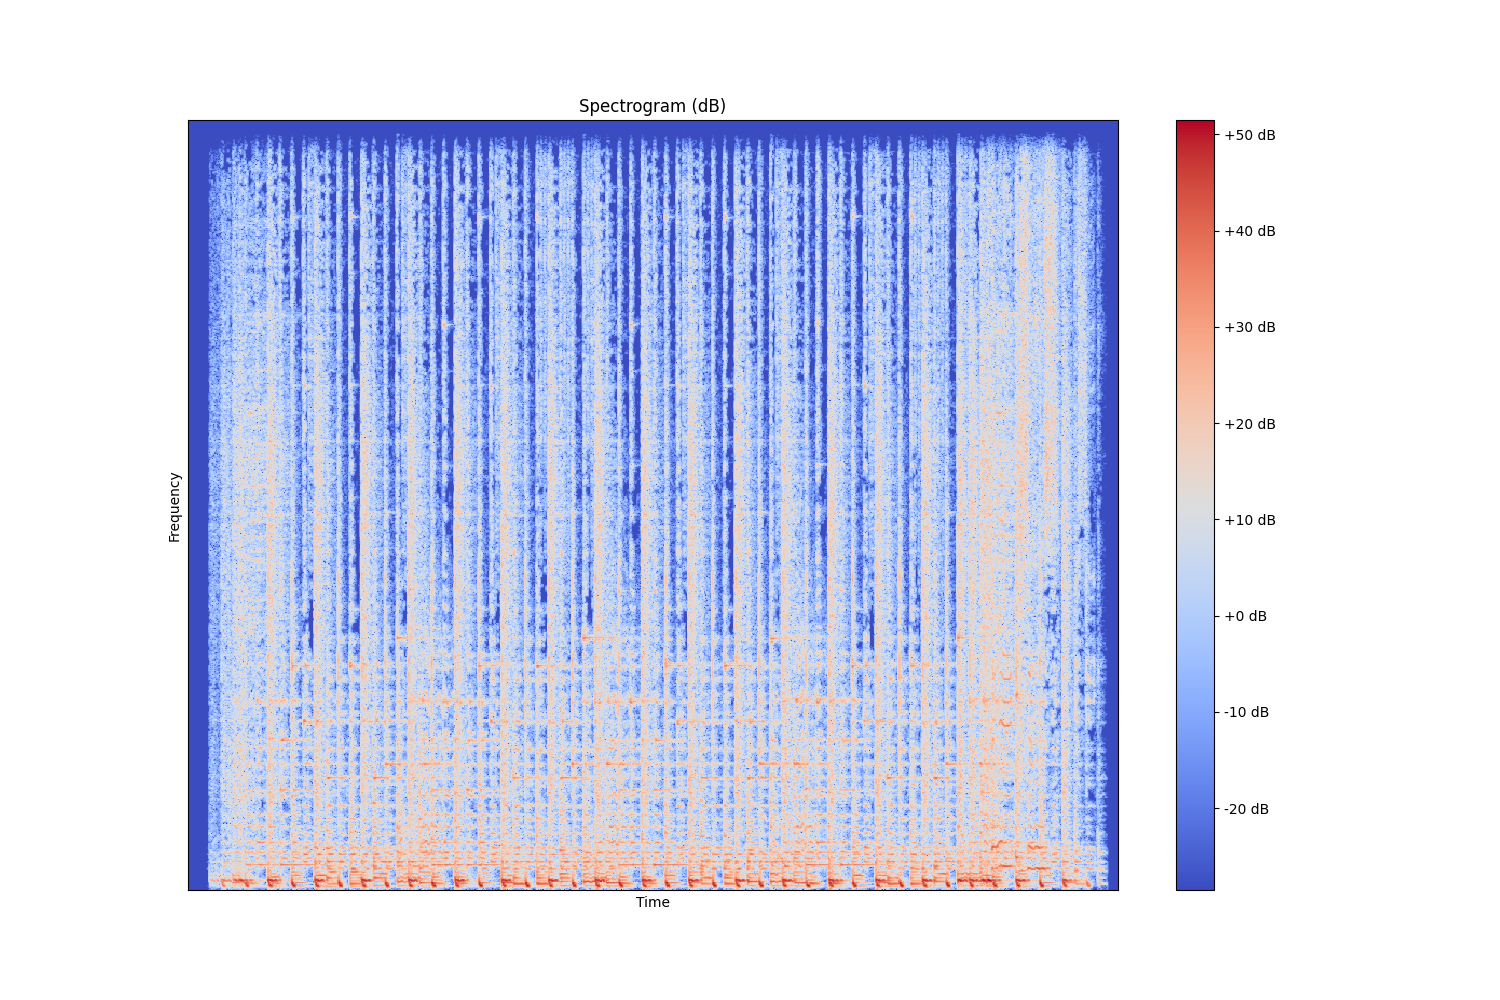 Spectrogram (dB)
Frequency
Time
+50 dB
+40 dB
+30 dB
+20 dB
+10 dB
+0 dB
-10 dB
-20 dB